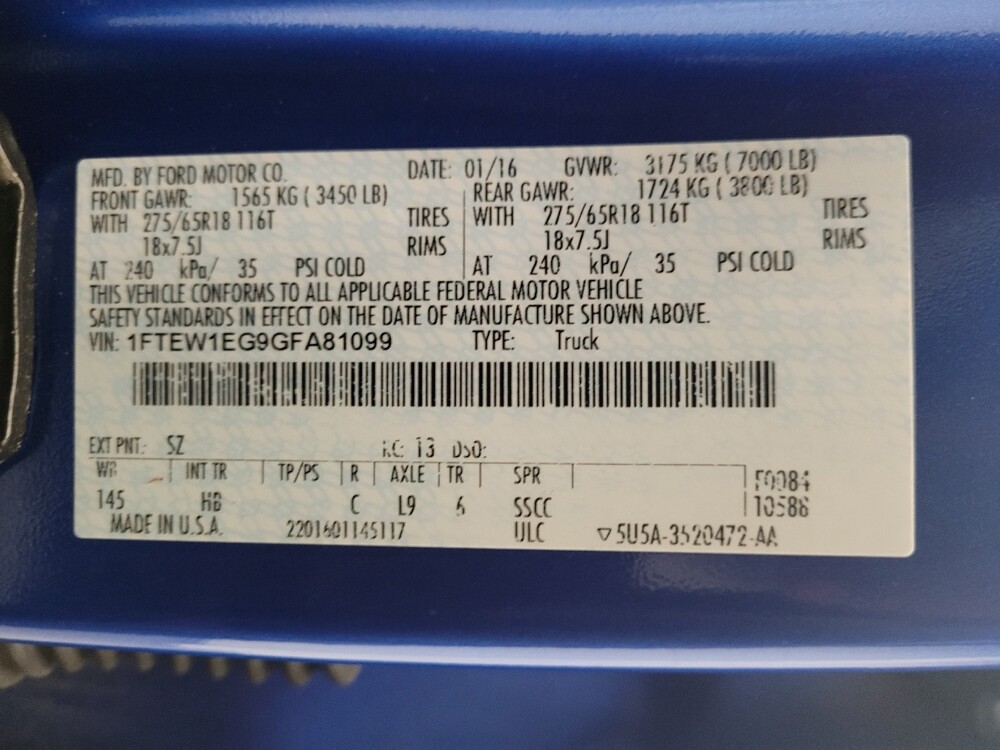 MFD. BY FORD MOTOR CO. DATE: 01/16 GVWR: 3175 KG ( 7000 LB)
FRONT GAWR: 1565 KG ( 3450 LB) REAR GAWR: 1724 KG ( 3800 LB)
WITH 275/65R18 116T TIRES WITH 275/65R18 116T TIRES
18x7.5J RIMS 18x7.5J RIMS
AT 240 kPa/ 35 PSI COLD AT 240 kPa/ 35 PSI COLD
THIS VEHICLE CONFORMS TO ALL APPLICABLE FEDERAL MOTOR VEHICLE
SAFETY STANDARDS IN EFFECT ON THE DATE OF MANUFACTURE SHOWN ABOVE.
VIN: 1FTEW1EG9GFA81099 TYPE: Truck
EXT PNT: SZ RC: 13 DSO:
WB INT TR TP/PS R AXLE TR SPR F0084
145 HB C L9 6 SSCC 10586
MADE IN U.S.A. 2201601145117 ULC ▽5U5A-3520472-AA